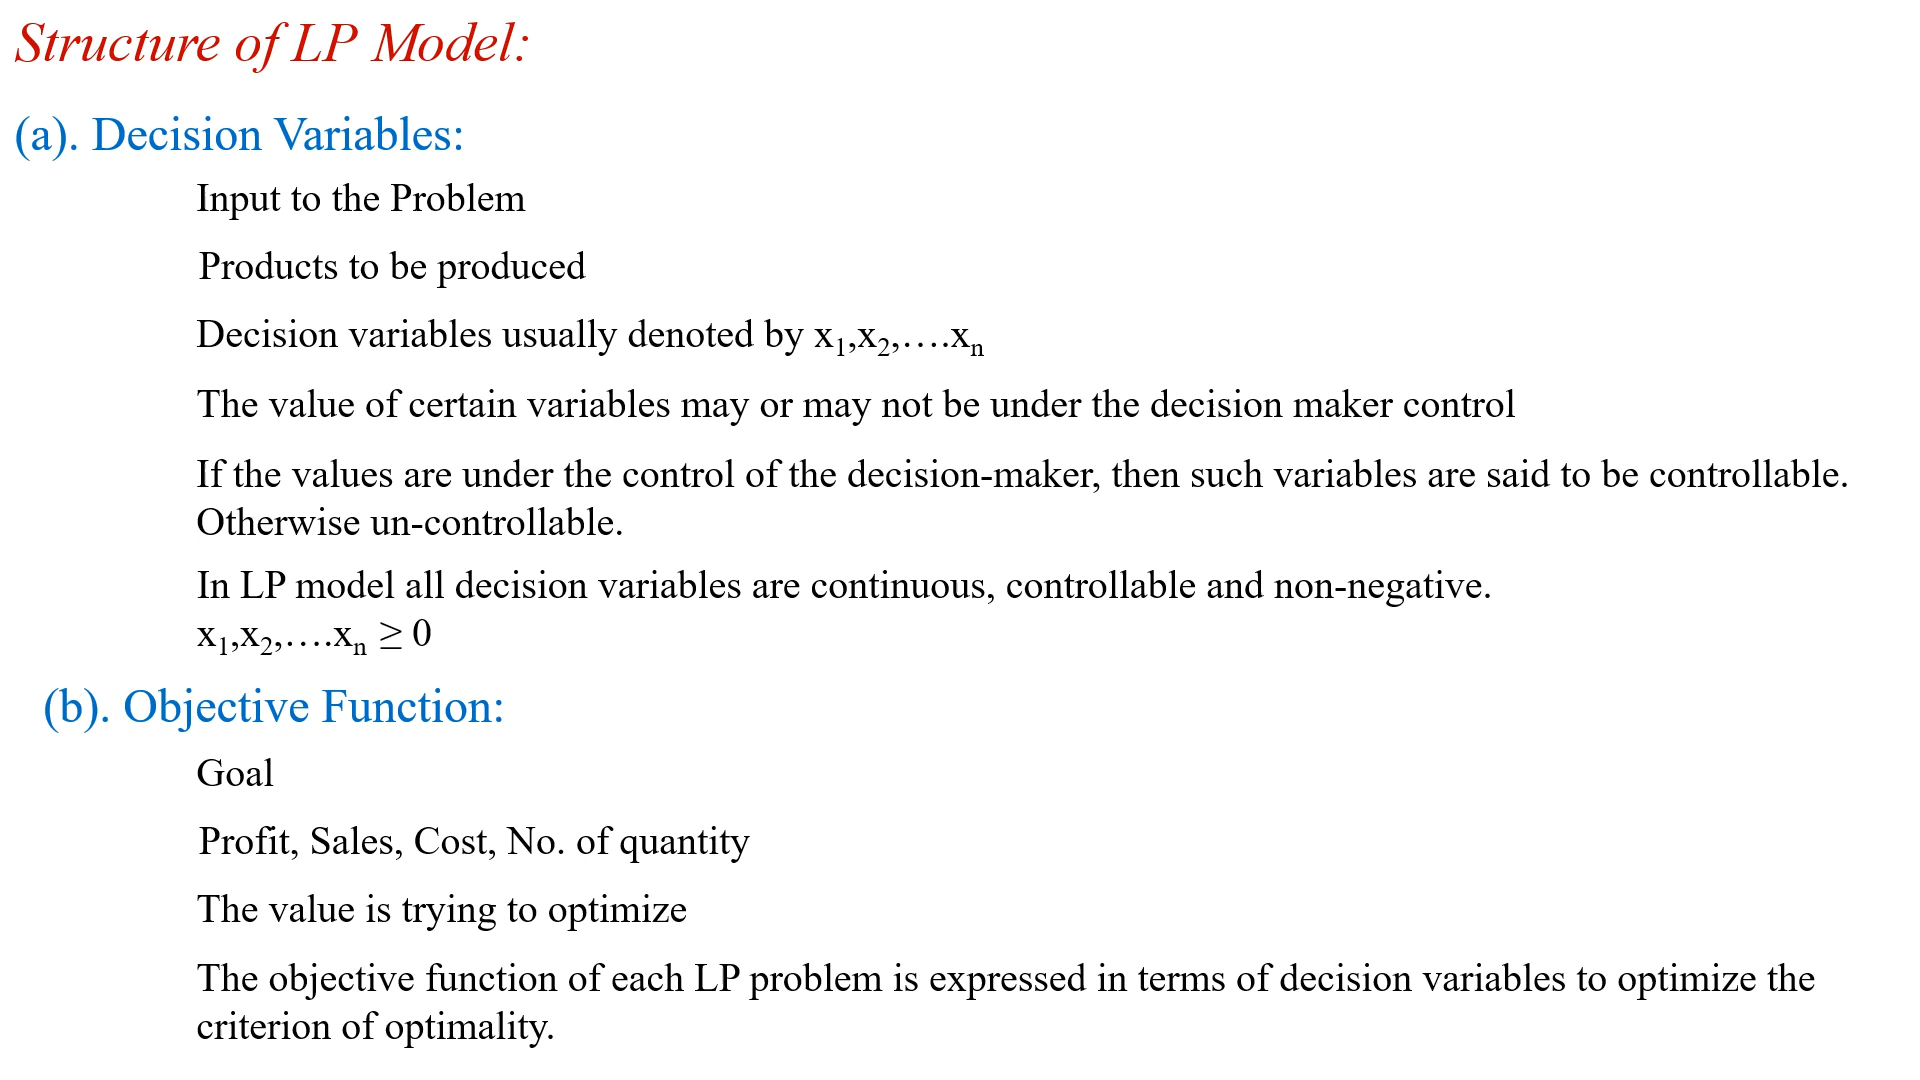 Structure of LP Model:
(a). Decision Variables:
Input to the Problem
Products to be produced
Decision variables usually denoted by x₁,x₂,….xₙ
The value of certain variables may or may not be under the decision maker control
If the values are under the control of the decision-maker, then such variables are said to be controllable.
Otherwise un-controllable.
In LP model all decision variables are continuous, controllable and non-negative.
x₁,x₂,….xₙ ≥ 0
(b). Objective Function:
Goal
Profit, Sales, Cost, No. of quantity
The value is trying to optimize
The objective function of each LP problem is expressed in terms of decision variables to optimize the
criterion of optimality.